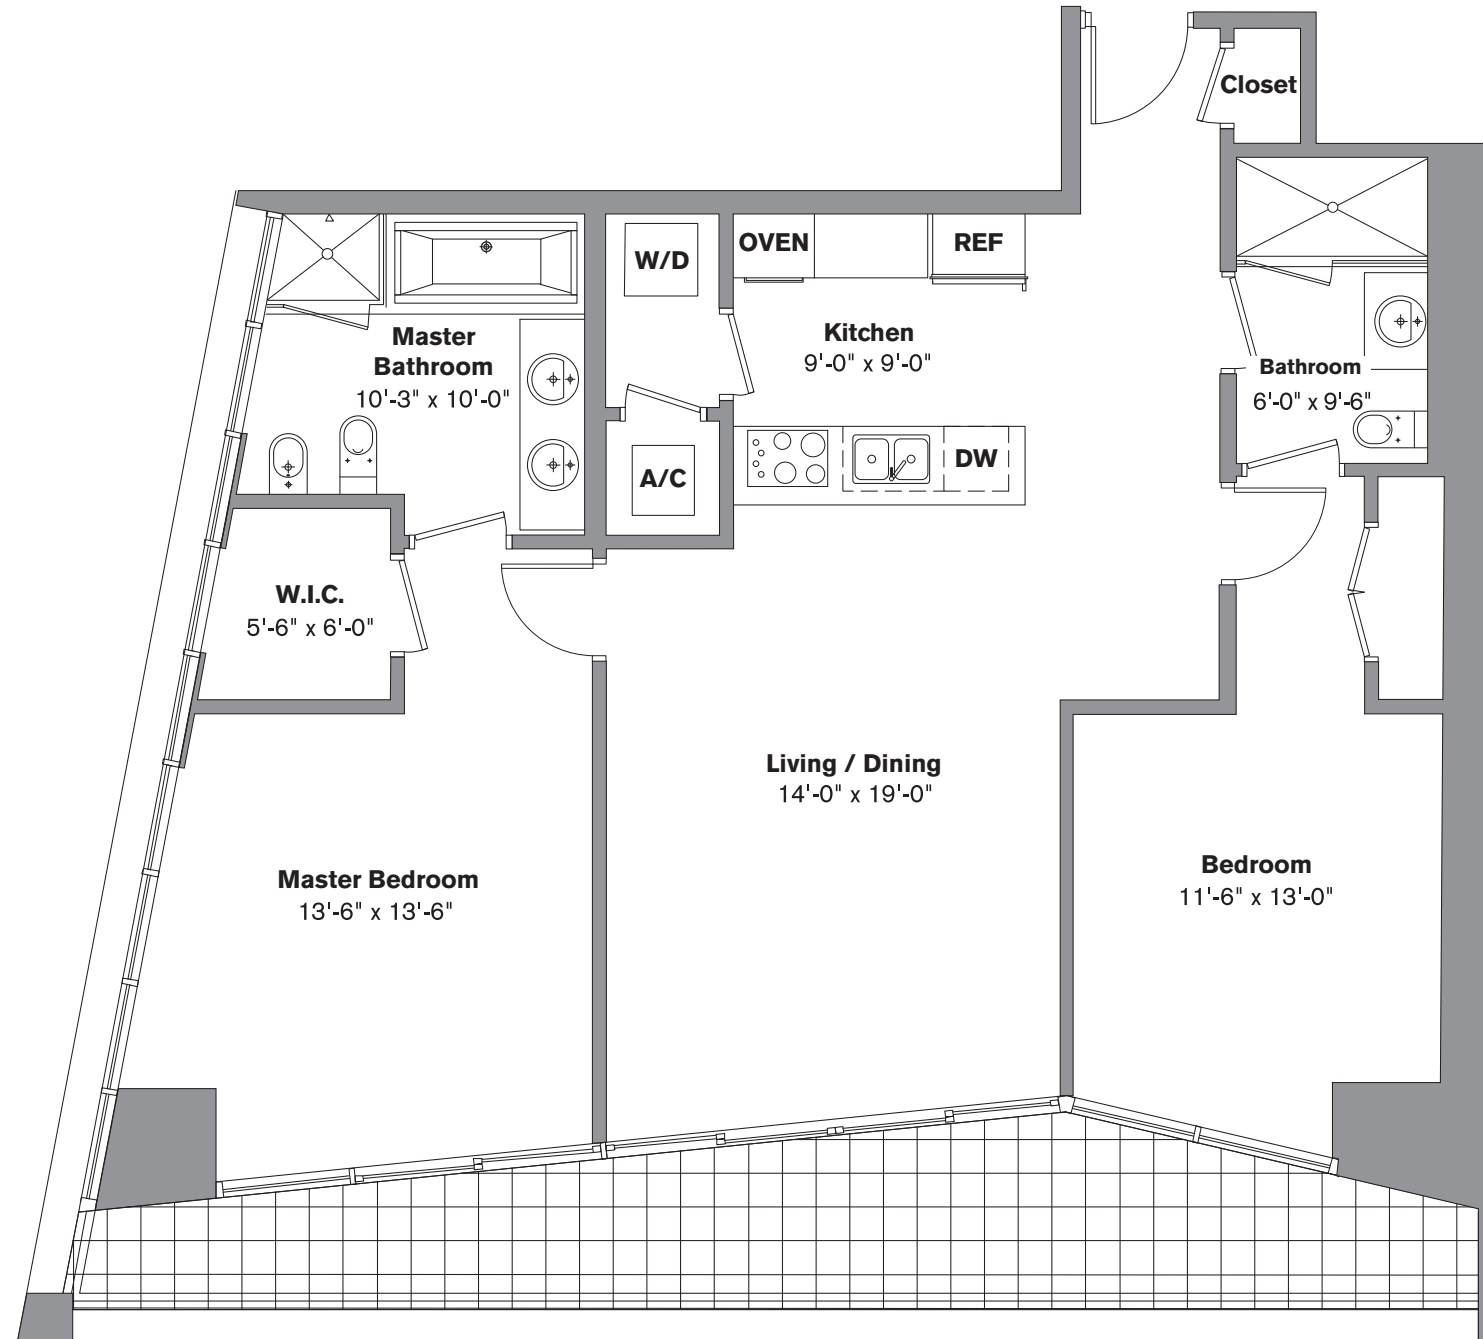 Closet
W/D
OVEN
REF
Master
Bathroom
10'-3" x 10'-0"
Kitchen
9'-0" x 9'-0"
Bathroom
6'-0" x 9'-6"
A/C
DW
W.I.C.
5'-6" x 6'-0"
Living / Dining
14'-0" x 19'-0"
Master Bedroom
13'-6" x 13'-6"
Bedroom
11'-6" x 13'-0"